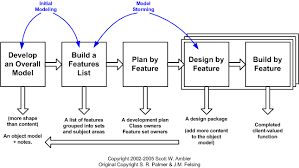 Initial
Modeling
Model
Storming
Develop
an Overall
Model
Build a
Features
List
Plan by
Feature
Design by
Feature
Build by
Feature
(more shape
than content)
An object model +
notes.
A list of features
grouped into sets
and subject areas
A development plan
Class owners
Feature set owners
A design package
(add more content
to the object
model)
Completed
client-valued
function
Copyright 2002-2005 Scott W. Ambler
Original Copyright S. R. Palmer & J.M. Felsing